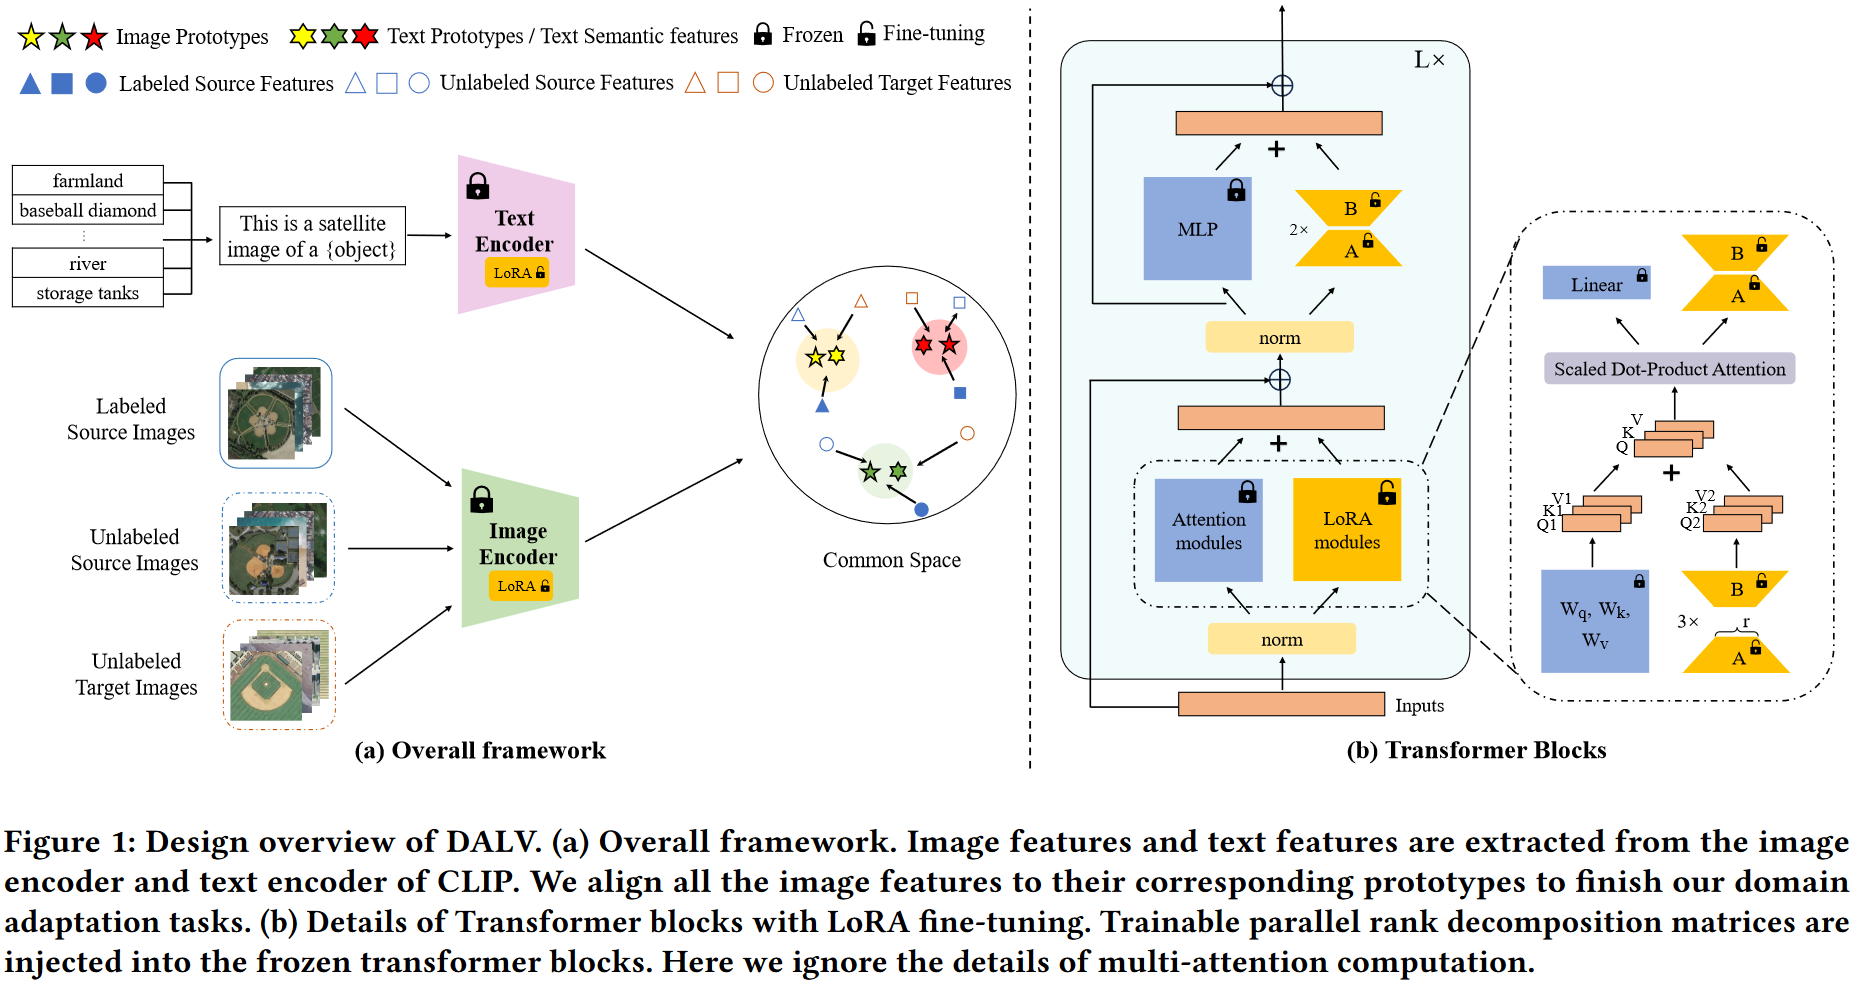 Image Prototypes
Text Prototypes / Text Semantic features
Frozen
Fine-tuning
Labeled Source Features
Unlabeled Source Features
Unlabeled Target Features
farmland
baseball diamond
⋮
river
storage tanks
This is a satellite
image of a {object}
Text
Encoder
LoRA
Labeled
Source Images
Unlabeled
Source Images
Unlabeled
Target Images
Image
Encoder
LoRA
Common Space
(a) Overall framework
L×
+
MLP
2×
B
A
norm
+
Attention
modules
LoRA
modules
norm
Inputs
Linear
B
A
Scaled Dot-Product Attention
V
K
Q
+
V1
K1
Q1
V2
K2
Q2
Wq, Wk,
Wv
3×
B
r
A
(b) Transformer Blocks
Figure 1: Design overview of DALV. (a) Overall framework. Image features and text features are extracted from the image
encoder and text encoder of CLIP. We align all the image features to their corresponding prototypes to finish our domain
adaptation tasks. (b) Details of Transformer blocks with LoRA fine-tuning. Trainable parallel rank decomposition matrices are
injected into the frozen transformer blocks. Here we ignore the details of multi-attention computation.